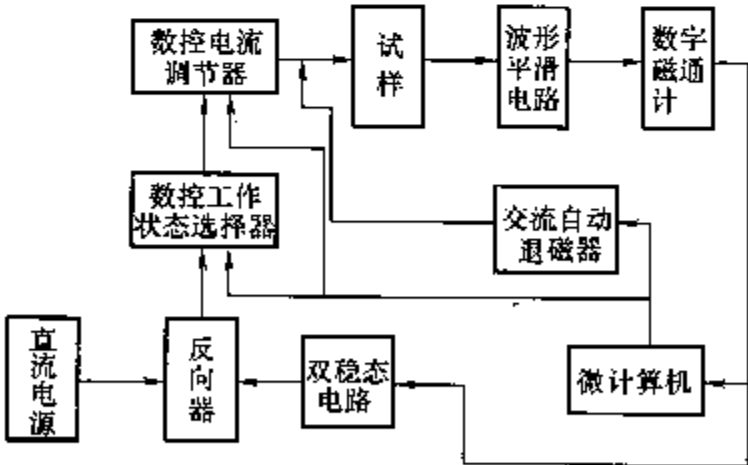 数控电流
调节器
试
样
波形
平滑
电路
数字
磁通
计
数控工作
状态选择器
交流自动
退磁器
直
流
电
源
反
向
器
双稳态
电路
微计算机